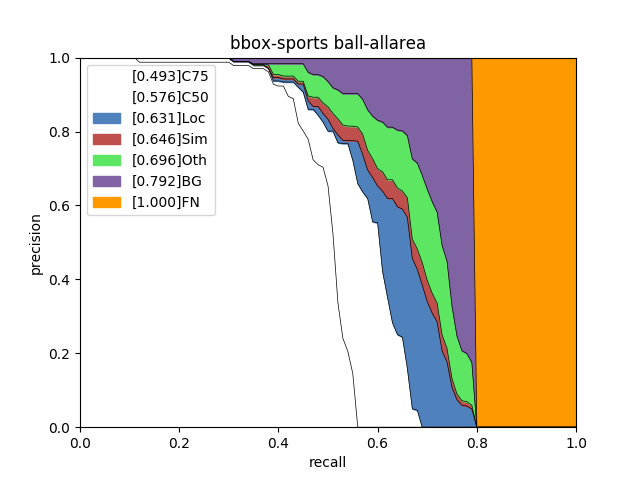 bbox-sports ball-allarea
1.0
0.8
0.6
0.4
0.2
0.0
precision
[0.493]C75
[0.576]C50
[0.631]Loc
[0.646]Sim
[0.696]Oth
[0.792]BG
[1.000]FN
0.0 0.2 0.4 0.6 0.8 1.0
recall